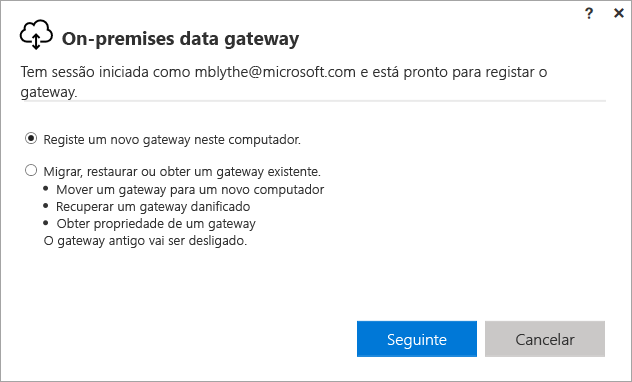 ? ×
On-premises data gateway
Tem sessão iniciada como mblythe@microsoft.com e está pronto para registar o
gateway.
Registe um novo gateway neste computador.
Migrar, restaurar ou obter um gateway existente.
• Mover um gateway para um novo computador
• Recuperar um gateway danificado
• Obter propriedade de um gateway
O gateway antigo vai ser desligado.
Seguinte Cancelar